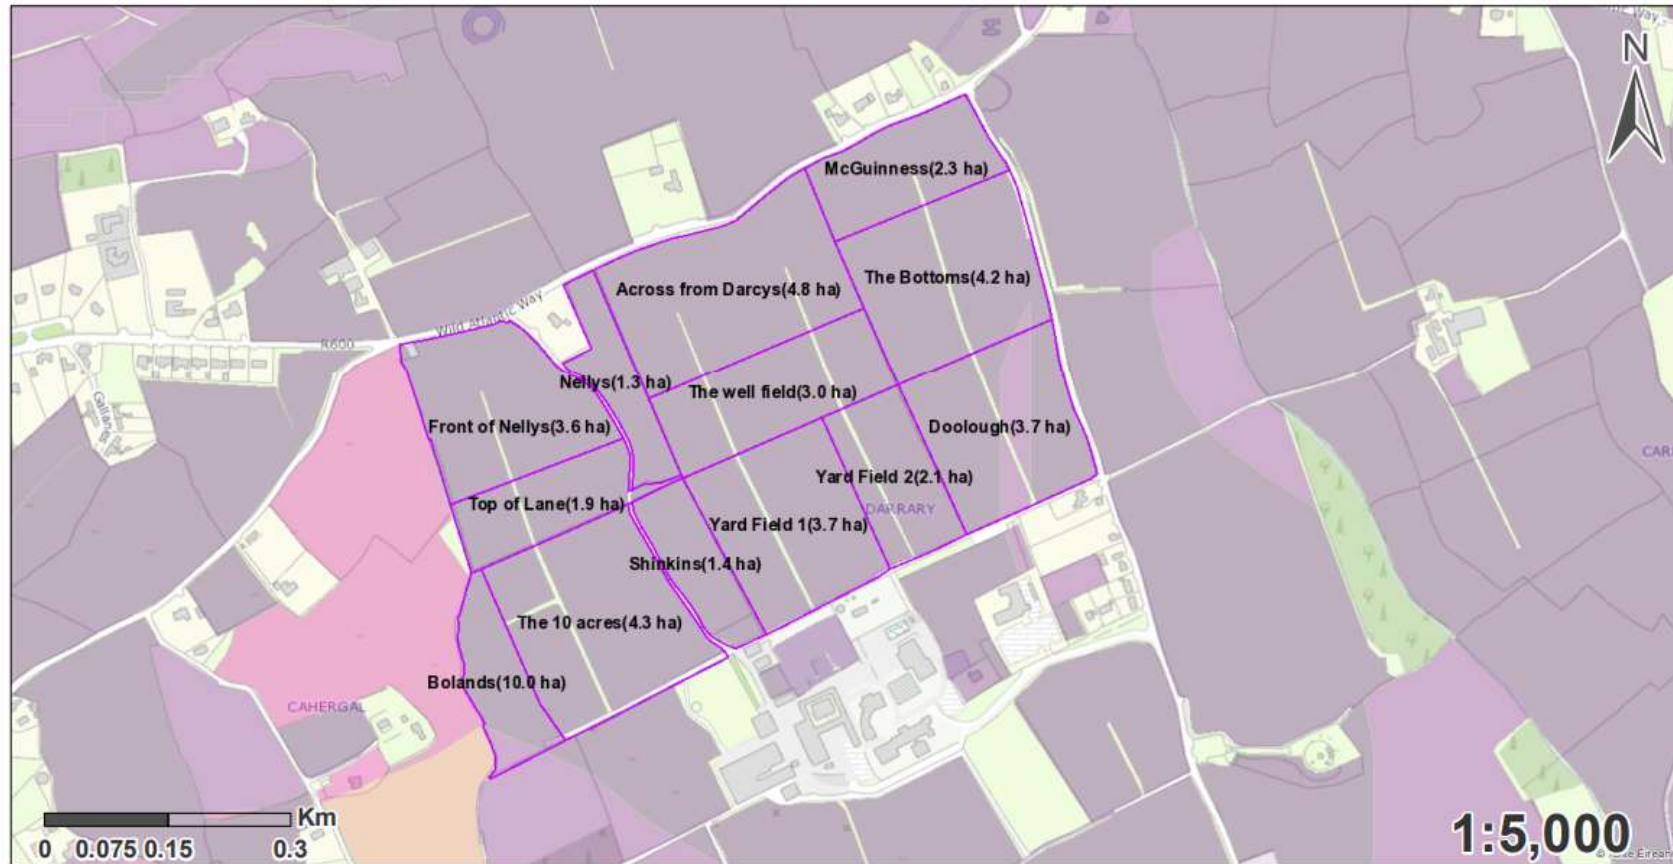 N
McGuinness(2.3 ha)
The Bottoms(4.2 ha)
Across from Darcys(4.8 ha)
Wild Atlantic Way
R600
Nellys(1.3 ha)
The well field(3.0 ha)
Front of Nellys(3.6 ha)
Doolough(3.7 ha)
Yard Field 2(2.1 ha)
Top of Lane(1.9 ha)
DARRARY
Yard Field 1(3.7 ha)
Shinkins(1.4 ha)
The 10 acres(4.3 ha)
Bolands(10.0 ha)
CAHERGAL
Km
0 0.075 0.15 0.3
1:5,000